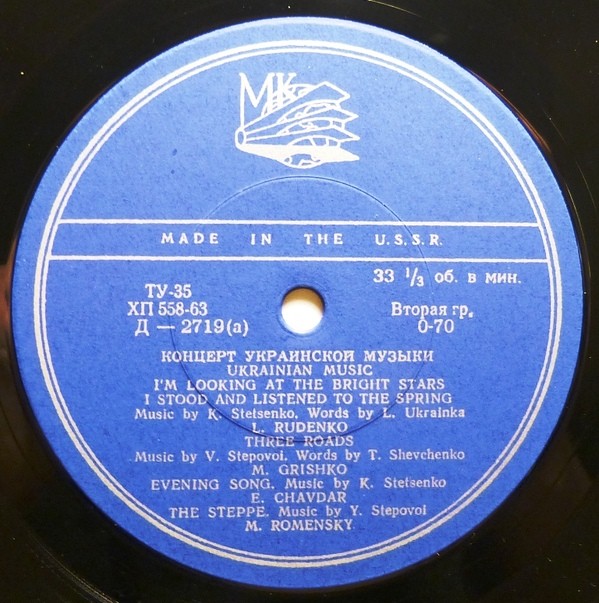 МК
MADE IN THE U.S.S.R.
33 1/3 об. в мин.
ТУ-35
ХП 558-63
Вторая гр.
Д — 2719(а)
0-70
КОНЦЕРТ УКРАИНСКОЙ МУЗЫКИ
UKRAINIAN MUSIC
I'M LOOKING AT THE BRIGHT STARS
I STOOD AND LISTENED TO THE SPRING
Music by K. Stetsenko, Words by L. Ukrainka
L. RUDENKO
THREE ROADS
Music by V. Stepovoi, Words by T. Shevchenko
M. GRISHKO
EVENING SONG. Music by K. Stetsenko
E. CHAVDAR
THE STEPPE. Music by Y. Stepovoi
M. ROMENSKY